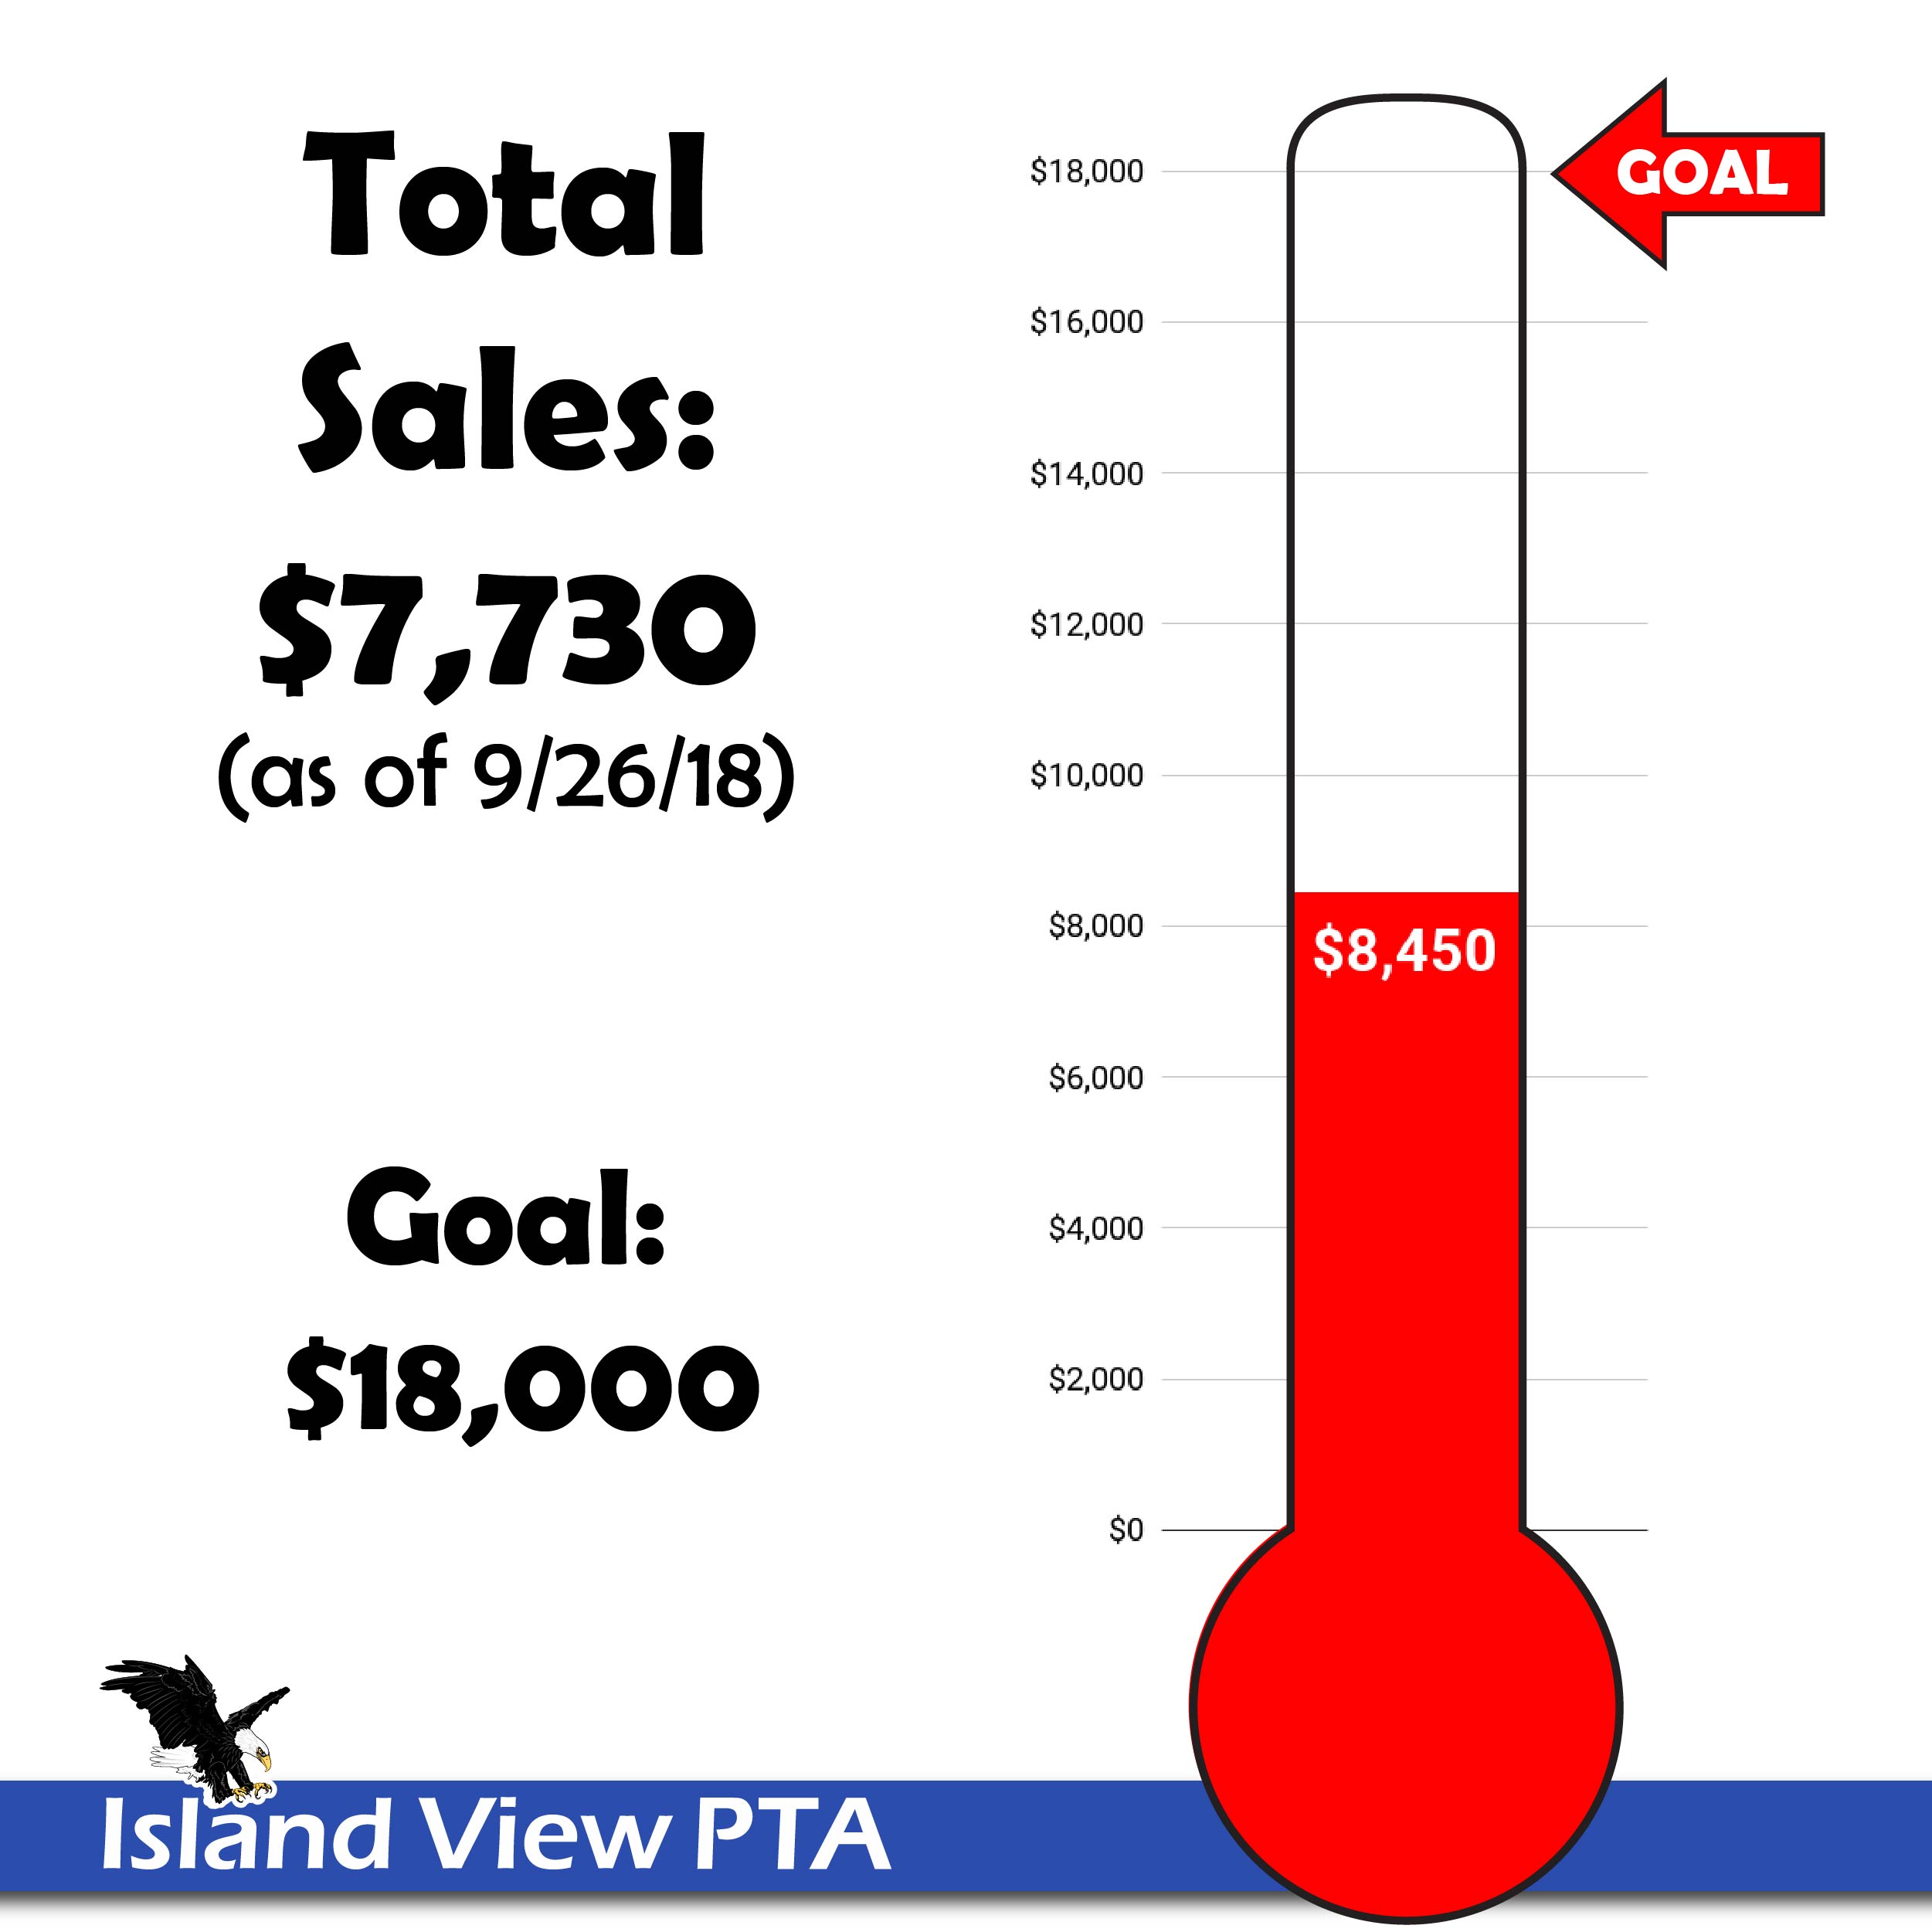 Total
Sales:
$7,730
(as of 9/26/18)
Goal:
$18,000
Island View PTA
$18,000
GOAL
$16,000
$14,000
$12,000
$10,000
$8,000
$8,450
$6,000
$4,000
$2,000
$0